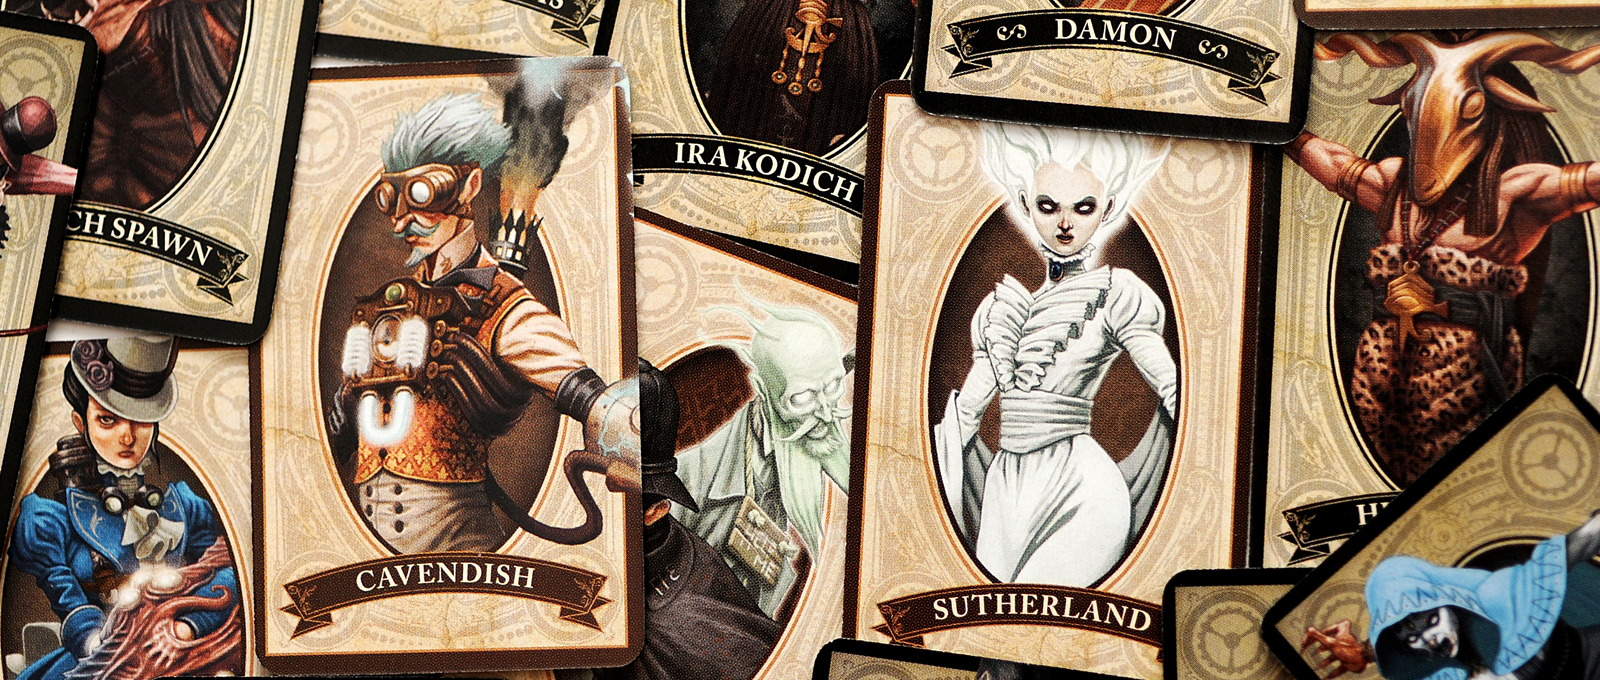 DAMON
IRA KODICH
CH SPAWN
CAVENDISH
SUTHERLAND
H